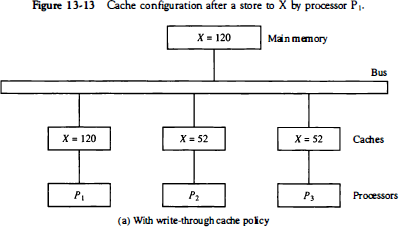 Figure 13-13 Cache configuration after a store to X by processor P1.
X = 120 Main memory
Bus
X = 120 X = 52 X = 52 Caches
P1 P2 P3 Processors
(a) With write-through cache policy